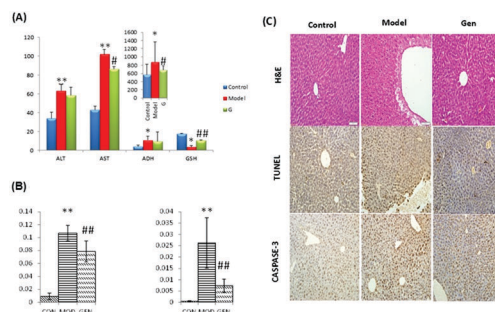 (A)
120
100
80
60
40
20
0
**
**
#
*
*
##
ALT
AST
ADH
GSH
1600
1400
1200
1000
800
600
400
200
0
*
#
Control
Model
G
Control
Model
G
(B)
0.14
0.12
0.1
0.08
0.06
0.04
0.02
0
**
##
CON MOD GEN
0.04
0.035
0.03
0.025
0.02
0.015
0.01
0.005
0
**
##
CON MOD GEN
(C)
Control
Model
Gen
H&E
TUNEL
CASPASE-3